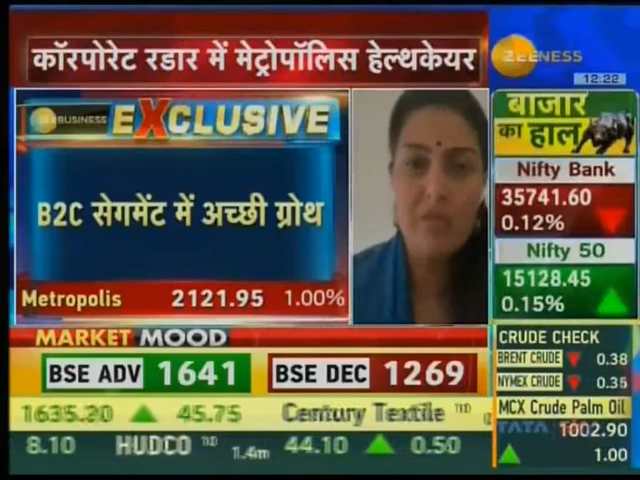 कॉरपोरेट रडार में मेट्रोपॉलिस हेल्थकेयर
ZEENESS
12:22
ZEE BUSINESS
EXCLUSIVE
B2C सेगमेंट में अच्छी ग्रोथ
Metropolis 2121.95 1.00%
बाजार
का हाल
Nifty Bank
35741.60
0.12%
Nifty 50
15128.45
0.15%
MARKET MOOD
BSE ADV 1641 BSE DEC 1269
CRUDE CHECK
BRENT CRUDE 0.38
NYMEX CRUDE 0.35
MCX Crude Palm Oil
1002.90
1.00
1635.20 45.75 Century Textile TTD
8.10 HUDCO 1.4m 44.10 0.50